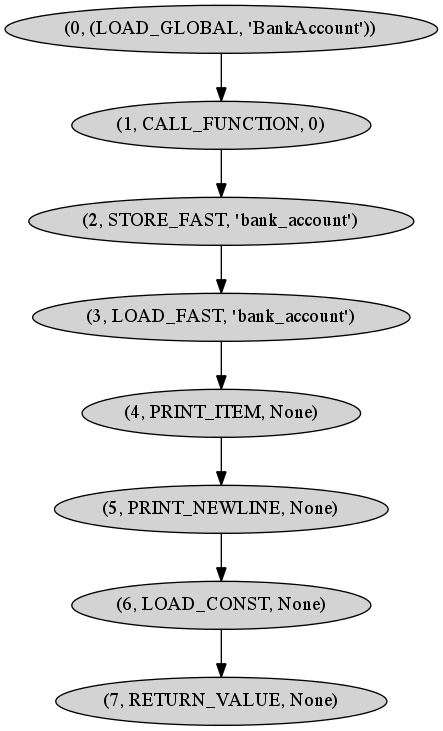 (0, (LOAD_GLOBAL, 'BankAccount'))
(1, CALL_FUNCTION, 0)
(2, STORE_FAST, 'bank_account')
(3, LOAD_FAST, 'bank_account')
(4, PRINT_ITEM, None)
(5, PRINT_NEWLINE, None)
(6, LOAD_CONST, None)
(7, RETURN_VALUE, None)